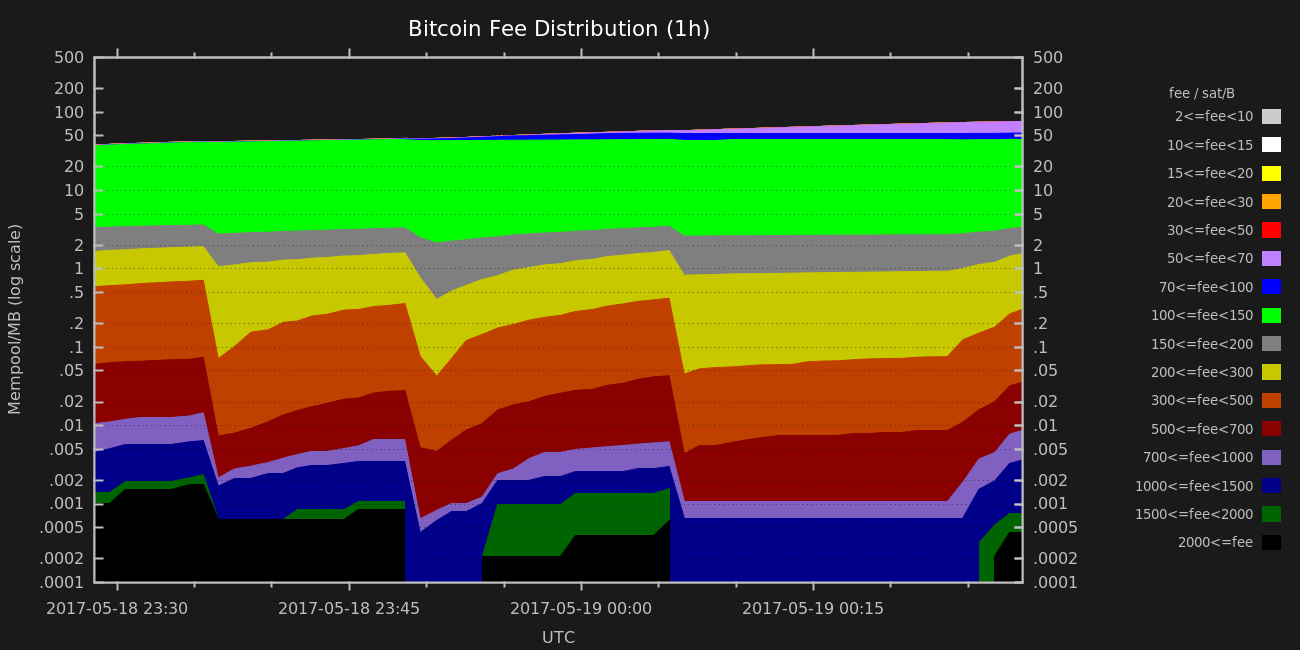 Bitcoin Fee Distribution (1h)
500 500
200 200
100 100
50 50
20 20
10 10
5 5
2 2
1 1
.5 .5
.2 .2
.1 .1
.05 .05
.02 .02
.01 .01
.005 .005
.002 .002
.001 .001
.0005 .0005
.0002 .0002
.0001 .0001
Mempool/MB (log scale)
2017-05-18 23:30 2017-05-18 23:45 2017-05-19 00:00 2017-05-19 00:15
UTC
fee / sat/B
2<=fee<10
10<=fee<15
15<=fee<20
20<=fee<30
30<=fee<50
50<=fee<70
70<=fee<100
100<=fee<150
150<=fee<200
200<=fee<300
300<=fee<500
500<=fee<700
700<=fee<1000
1000<=fee<1500
1500<=fee<2000
2000<=fee